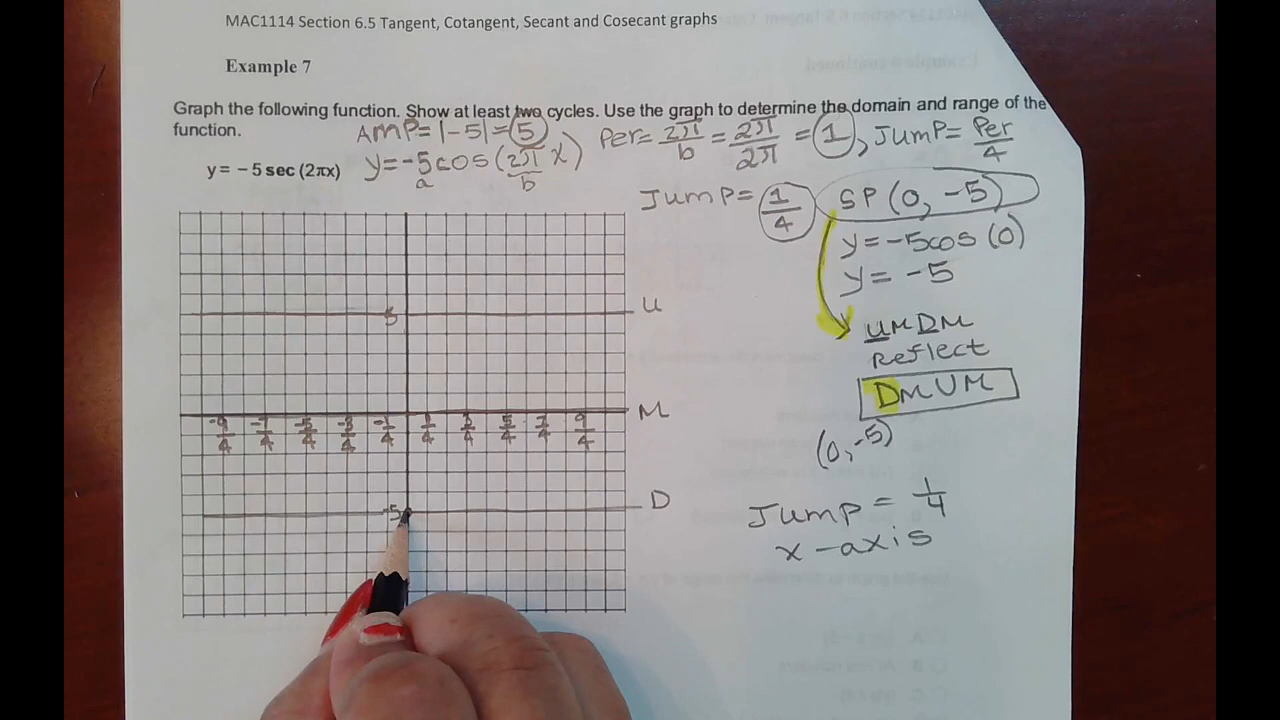 MAC1114 Section 6.5 Tangent, Cotangent, Secant and Cosecant graphs
Example 7
Graph the following function. Show at least two cycles. Use the graph to determine the domain and range of the
function.
AMP= |-5| = 5
Per= 2π/b = 2π/2π = 1, Jump= Per/4
y = – 5 sec (2πx)
y= -5cos(2π x)
a
b
Jump= 1/4
SP (0, -5)
y= -5cos (0)
y= -5
UMDM
Reflect
DMUM
(0, -5)
Jump = 1/4
x-axis
5
U
M
-9/4 -7/4 -5/4 -3/4 -1/4 1/4 3/4 5/4 7/4 9/4
-5
D